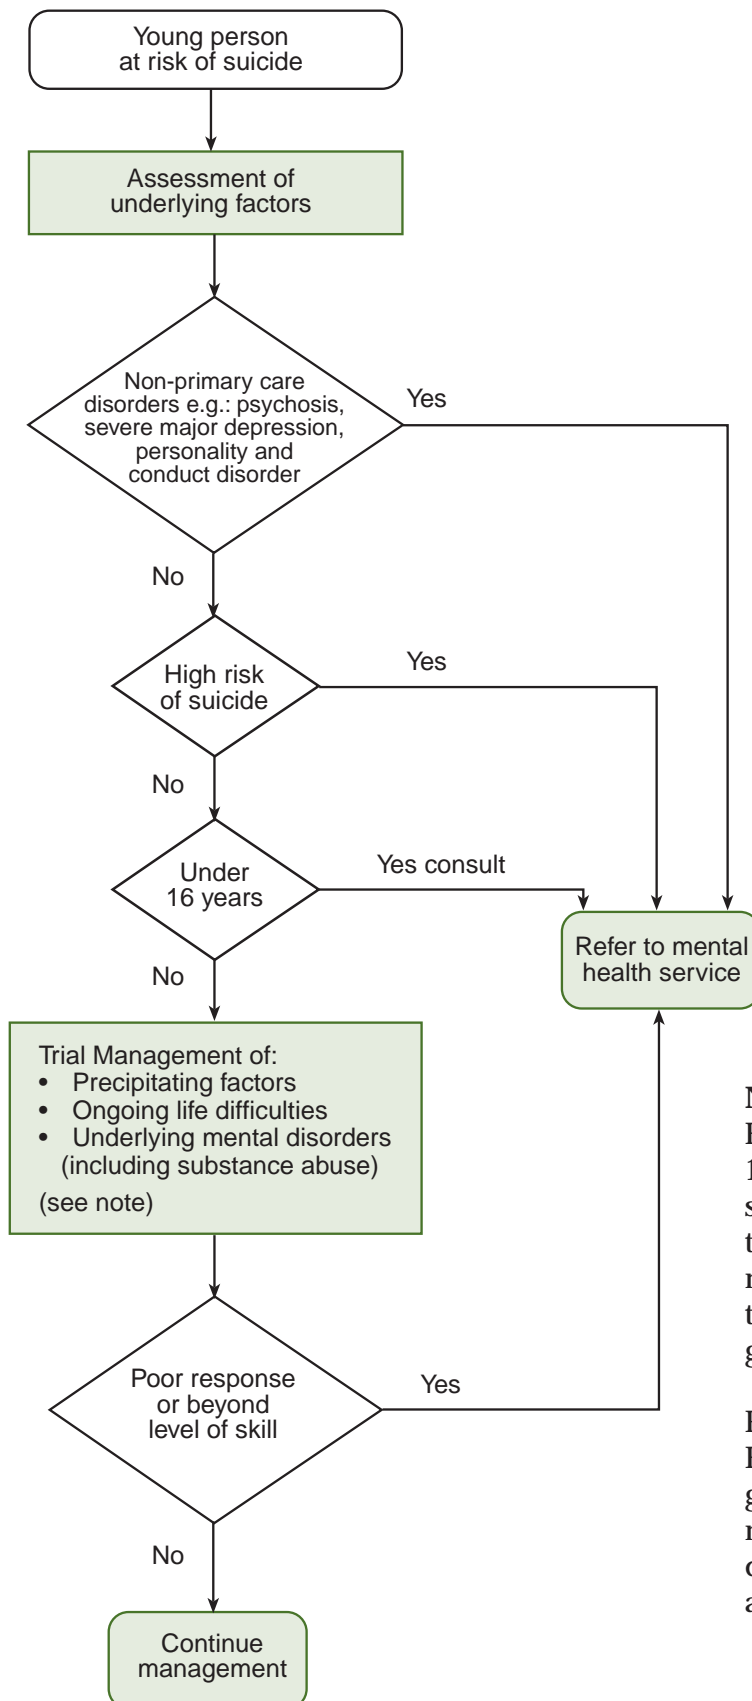 Young person
at risk of suicide
Assessment of
underlying factors
Non-primary care
disorders e.g.: psychosis,
severe major depression,
personality and
conduct disorder
Yes
No
High risk
of suicide
Yes
No
Under
16 years
Yes consult
Refer to mental
health service
No
Trial Management of:
• Precipitating factors
• Ongoing life difficulties
• Underlying mental disorders
(including substance abuse)
(see note)
Poor response
or beyond
level of skill
Yes
No
Continue
management